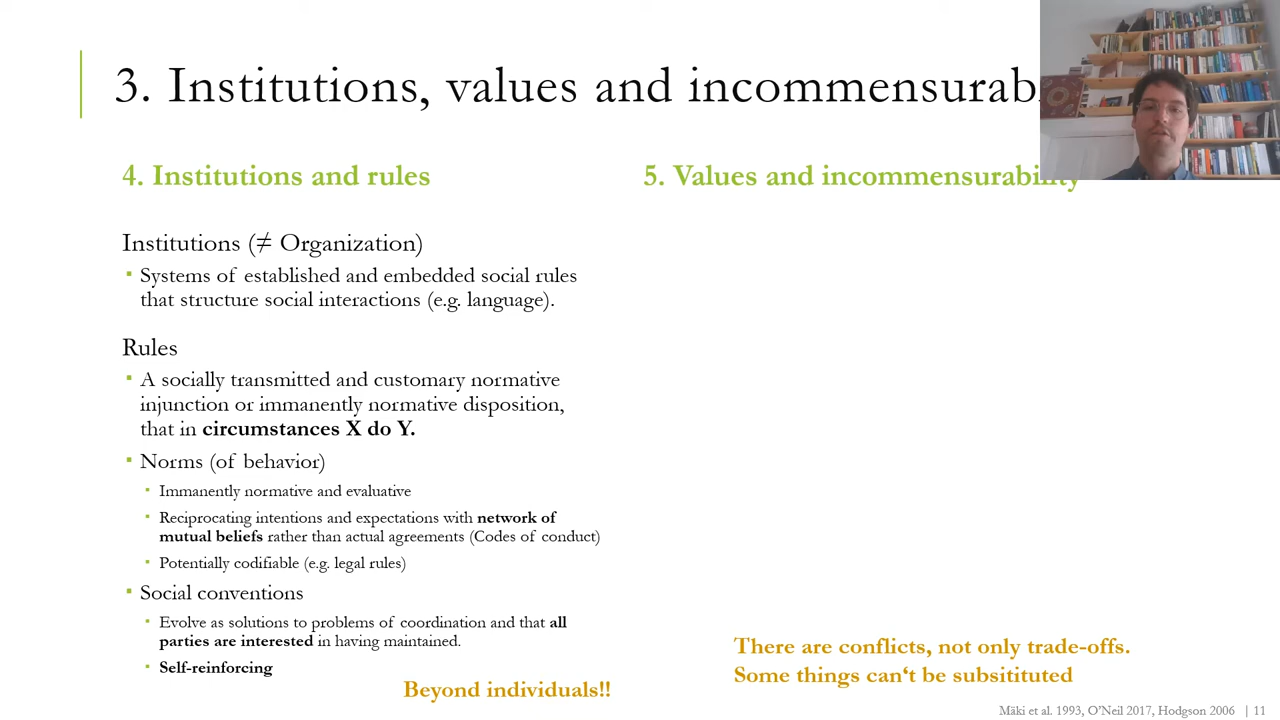 3. Institutions, values and incommensurabi
4. Institutions and rules
Institutions (≠ Organization)
▪ Systems of established and embedded social rules
that structure social interactions (e.g. language).
Rules
▪ A socially transmitted and customary normative
injunction or immanently normative disposition,
that in circumstances X do Y.
▪ Norms (of behavior)
▪ Immanently normative and evaluative
▪ Reciprocating intentions and expectations with network of
mutual beliefs rather than actual agreements (Codes of conduct)
▪ Potentially codifiable (e.g. legal rules)
▪ Social conventions
▪ Evolve as solutions to problems of coordination and that all
parties are interested in having maintained.
▪ Self-reinforcing
Beyond individuals!!
5. Values and incommensurability
There are conflicts, not only trade-offs.
Some things can‘t be subsitituted
Mäki et al. 1993, O’Neil 2017, Hodgson 2006 | 11